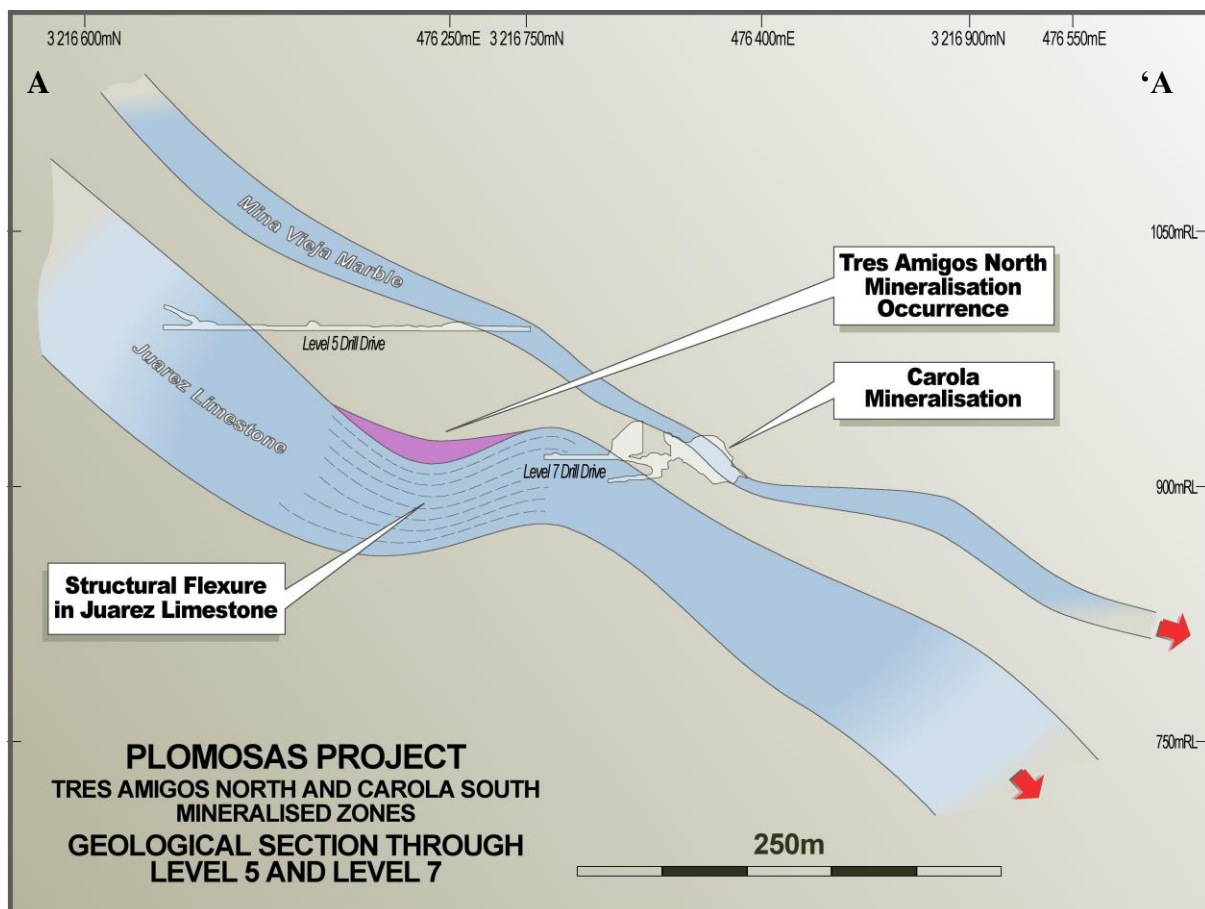 3 216 600mN
476 250mE
3 216 750mN
476 400mE
3 216 900mN
476 550mE
A
‘A
Mina Vieja Marble
1050mRL
Tres Amigos North
Mineralisation
Occurrence
Level 5 Drill Drive
Juarez Limestone
Carola
Mineralisation
Level 7 Drill Drive
900mRL
Structural Flexure
in Juarez Limestone
750mRL
PLOMOSAS PROJECT
TRES AMIGOS NORTH AND CAROLA SOUTH
MINERALISED ZONES
GEOLOGICAL SECTION THROUGH
LEVEL 5 AND LEVEL 7
250m